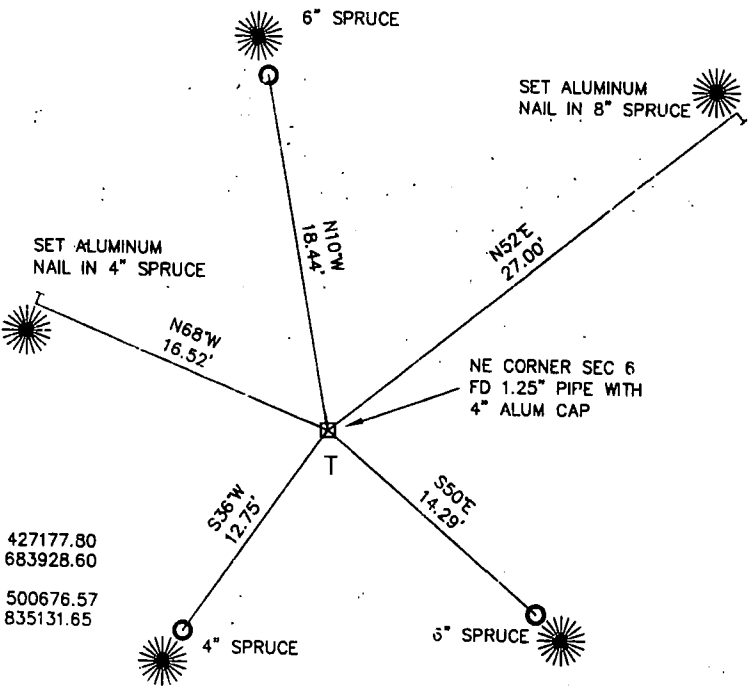 6" SPRUCE
SET ALUMINUM
NAIL IN 8" SPRUCE
N10°W
18.44'
N52°E
27.00'
SET ALUMINUM
NAIL IN 4" SPRUCE
N68°W
16.52'
NE CORNER SEC 6
FD 1.25" PIPE WITH
4" ALUM CAP
T
S36°W
12.75'
S50°E
14.29'
427177.80
683928.60
500676.57
835131.65
4" SPRUCE
6" SPRUCE